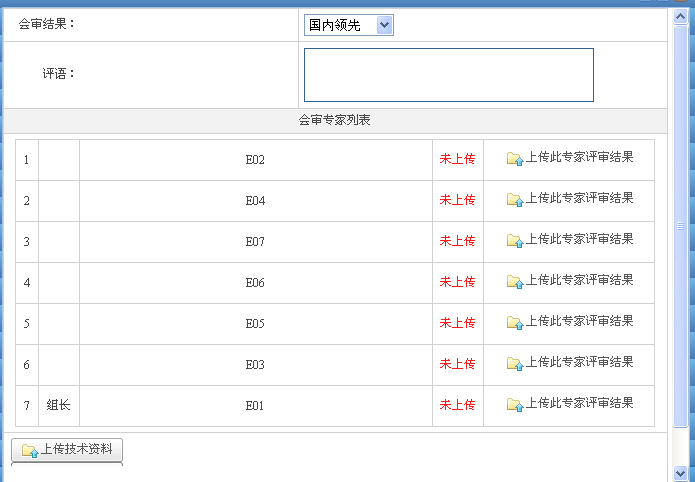 会审结果：
国内领先
评语：
会审专家列表
1 E02 未上传 上传此专家评审结果
2 E04 未上传 上传此专家评审结果
3 E07 未上传 上传此专家评审结果
4 E06 未上传 上传此专家评审结果
5 E05 未上传 上传此专家评审结果
6 E03 未上传 上传此专家评审结果
7 组长 E01 未上传 上传此专家评审结果
上传技术资料